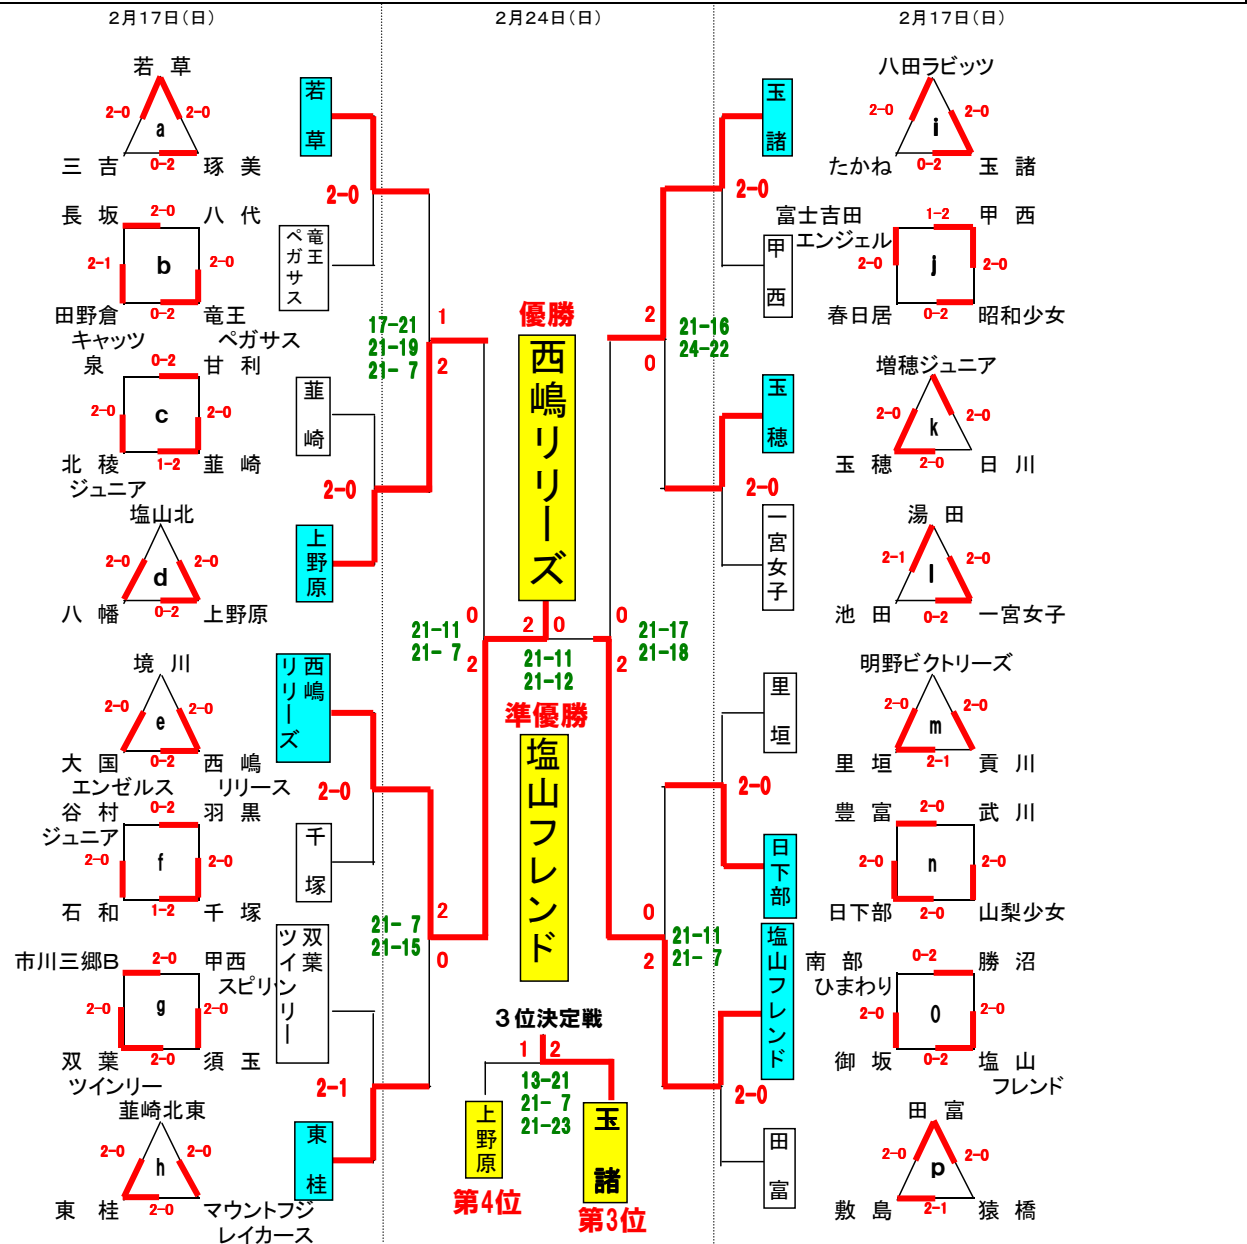 2月17日(日)
2月24日(日)
2月17日(日)
若 草
2-0
2-0
a
三 吉
0-2
琢 美
長 坂
2-0
八 代
2-1
b
2-0
田野倉
キャッツ
0-2
竜王
ペガサス
泉
0-2
甘 利
2-0
c
2-0
北 稜
ジュニア
1-2
韮 崎
塩山北
2-0
d
2-0
八 幡
0-2
上野原
境 川
2-0
e
2-0
大 国
エンゼルス
0-2
西 嶋
リリース
谷 村
ジュニア
0-2
羽 黒
2-0
f
2-0
石 和
1-2
千 塚
市川三郷B
2-0
甲西
スピリン
2-0
g
2-0
双 葉
ツインリー
2-0
須 玉
韮崎北東
2-0
h
2-0
東 桂
2-0
マウントフジ
レイカース
若 草
2-0
竜王
ペガサス
17-21
21-19
21- 7
1
2
韮 崎
2-0
上野原
0
21-11
21- 7
2
西嶋
リリーズ
2-0
千 塚
21- 7
21-15
2
0
双葉
ツインリー
2-1
東 桂
優勝
西嶋リリーズ
2
0
21-11
21-12
準優勝
塩山フレンド
3位決定戦
1
2
13-21
21- 7
21-23
上野原
第4位
玉 諸
第3位
玉 諸
2-0
甲 西
2
0
21-16
24-22
玉 穂
2-0
一宮女子
0
2
21-17
21-18
里 垣
2-0
日下部
0
2
21-11
21- 7
塩山フレンド
2-0
田 富
八田ラビッツ
2-0
i
2-0
たかね
0-2
玉 諸
富士吉田
エンジェル
1-2
甲 西
2-0
j
2-0
春日居
0-2
昭和少女
増穂ジュニア
2-0
k
2-0
玉 穂
2-0
日 川
湯 田
2-1
l
2-0
池 田
0-2
一宮女子
明野ビクトリーズ
2-0
m
2-0
里 垣
2-1
貢 川
豊 富
2-0
武 川
2-0
n
2-0
日下部
2-0
山梨少女
南 部
ひまわり
0-2
勝 沼
2-0
O
2-0
御 坂
0-2
塩 山
フレンド
田 富
2-0
p
2-0
敷 島
2-1
猿 橋